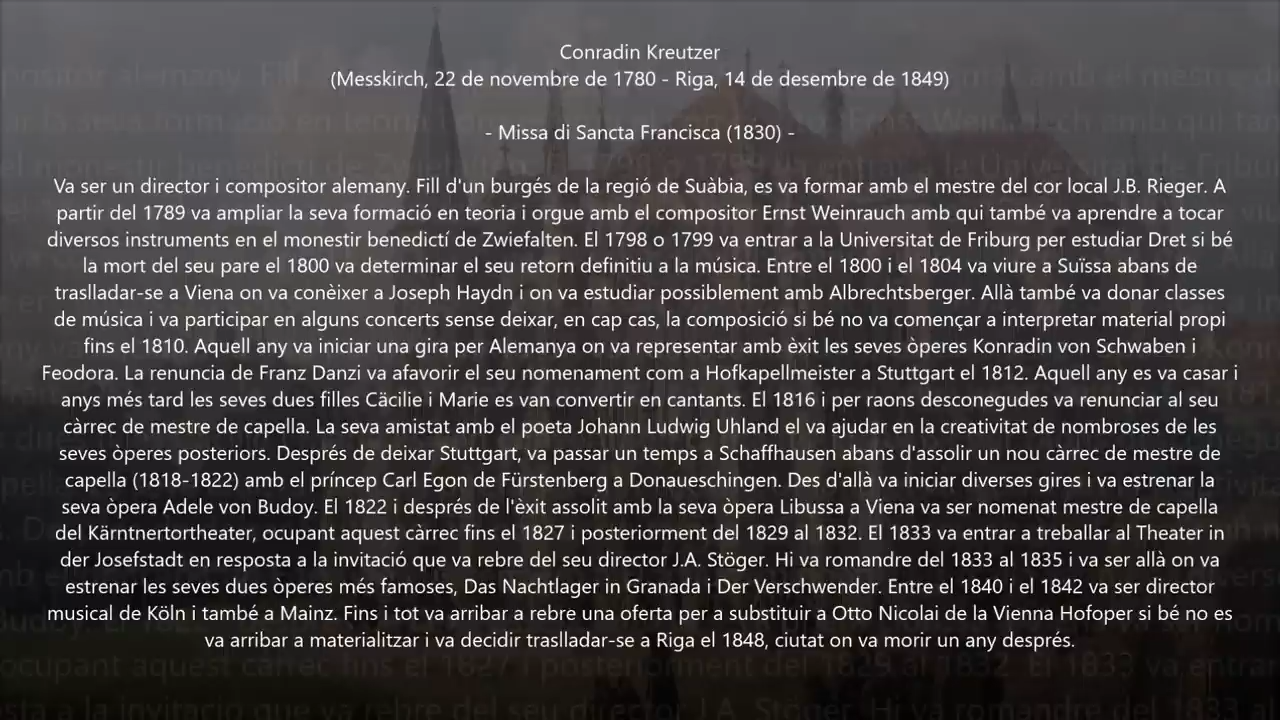 Conradin Kreutzer
(Messkirch, 22 de novembre de 1780 - Riga, 14 de desembre de 1849)
- Missa di Sancta Francisca (1830) -
Va ser un director i compositor alemany. Fill d'un burgés de la regió de Suàbia, es va formar amb el mestre del cor local J.B. Rieger. A
partir del 1789 va ampliar la seva formació en teoria i orgue amb el compositor Ernst Weinrauch amb qui també va aprendre a tocar
diversos instruments en el monestir benedictí de Zwiefalten. El 1798 o 1799 va entrar a la Universitat de Friburg per estudiar Dret si bé
la mort del seu pare el 1800 va determinar el seu retorn definitiu a la música. Entre el 1800 i el 1804 va viure a Suïssa abans de
traslladar-se a Viena on va conèixer a Joseph Haydn i on va estudiar possiblement amb Albrechtsberger. Allà també va donar classes
de música i va participar en alguns concerts sense deixar, en cap cas, la composició si bé no va començar a interpretar material propi
fins el 1810. Aquell any va iniciar una gira per Alemanya on va representar amb èxit les seves òperes Konradin von Schwaben i
Feodora. La renuncia de Franz Danzi va afavorir el seu nomenament com a Hofkapellmeister a Stuttgart el 1812. Aquell any es va casar i
anys més tard les seves dues filles Cäcilie i Marie es van convertir en cantants. El 1816 i per raons desconegudes va renunciar al seu
càrrec de mestre de capella. La seva amistat amb el poeta Johann Ludwig Uhland el va ajudar en la creativitat de nombroses de les
seves òperes posteriors. Després de deixar Stuttgart, va passar un temps a Schaffhausen abans d'assolir un nou càrrec de mestre de
capella (1818-1822) amb el príncep Carl Egon de Fürstenberg a Donaueschingen. Des d'allà va iniciar diverses gires i va estrenar la
seva òpera Adele von Budoy. El 1822 i després de l'èxit assolit amb la seva òpera Libussa a Viena va ser nomenat mestre de capella
del Kärntnertortheater, ocupant aquest càrrec fins el 1827 i posteriorment del 1829 al 1832. El 1833 va entrar a treballar al Theater in
der Josefstadt en resposta a la invitació que va rebre del seu director J.A. Stöger. Hi va romandre del 1833 al 1835 i va ser allà on va
estrenar les seves dues òperes més famoses, Das Nachtlager in Granada i Der Verschwender. Entre el 1840 i el 1842 va ser director
musical de Köln i també a Mainz. Fins i tot va arribar a rebre una oferta per a substituir a Otto Nicolai de la Vienna Hofoper si bé no es
va arribar a materialitzar i va decidir traslladar-se a Riga el 1848, ciutat on va morir un any després.